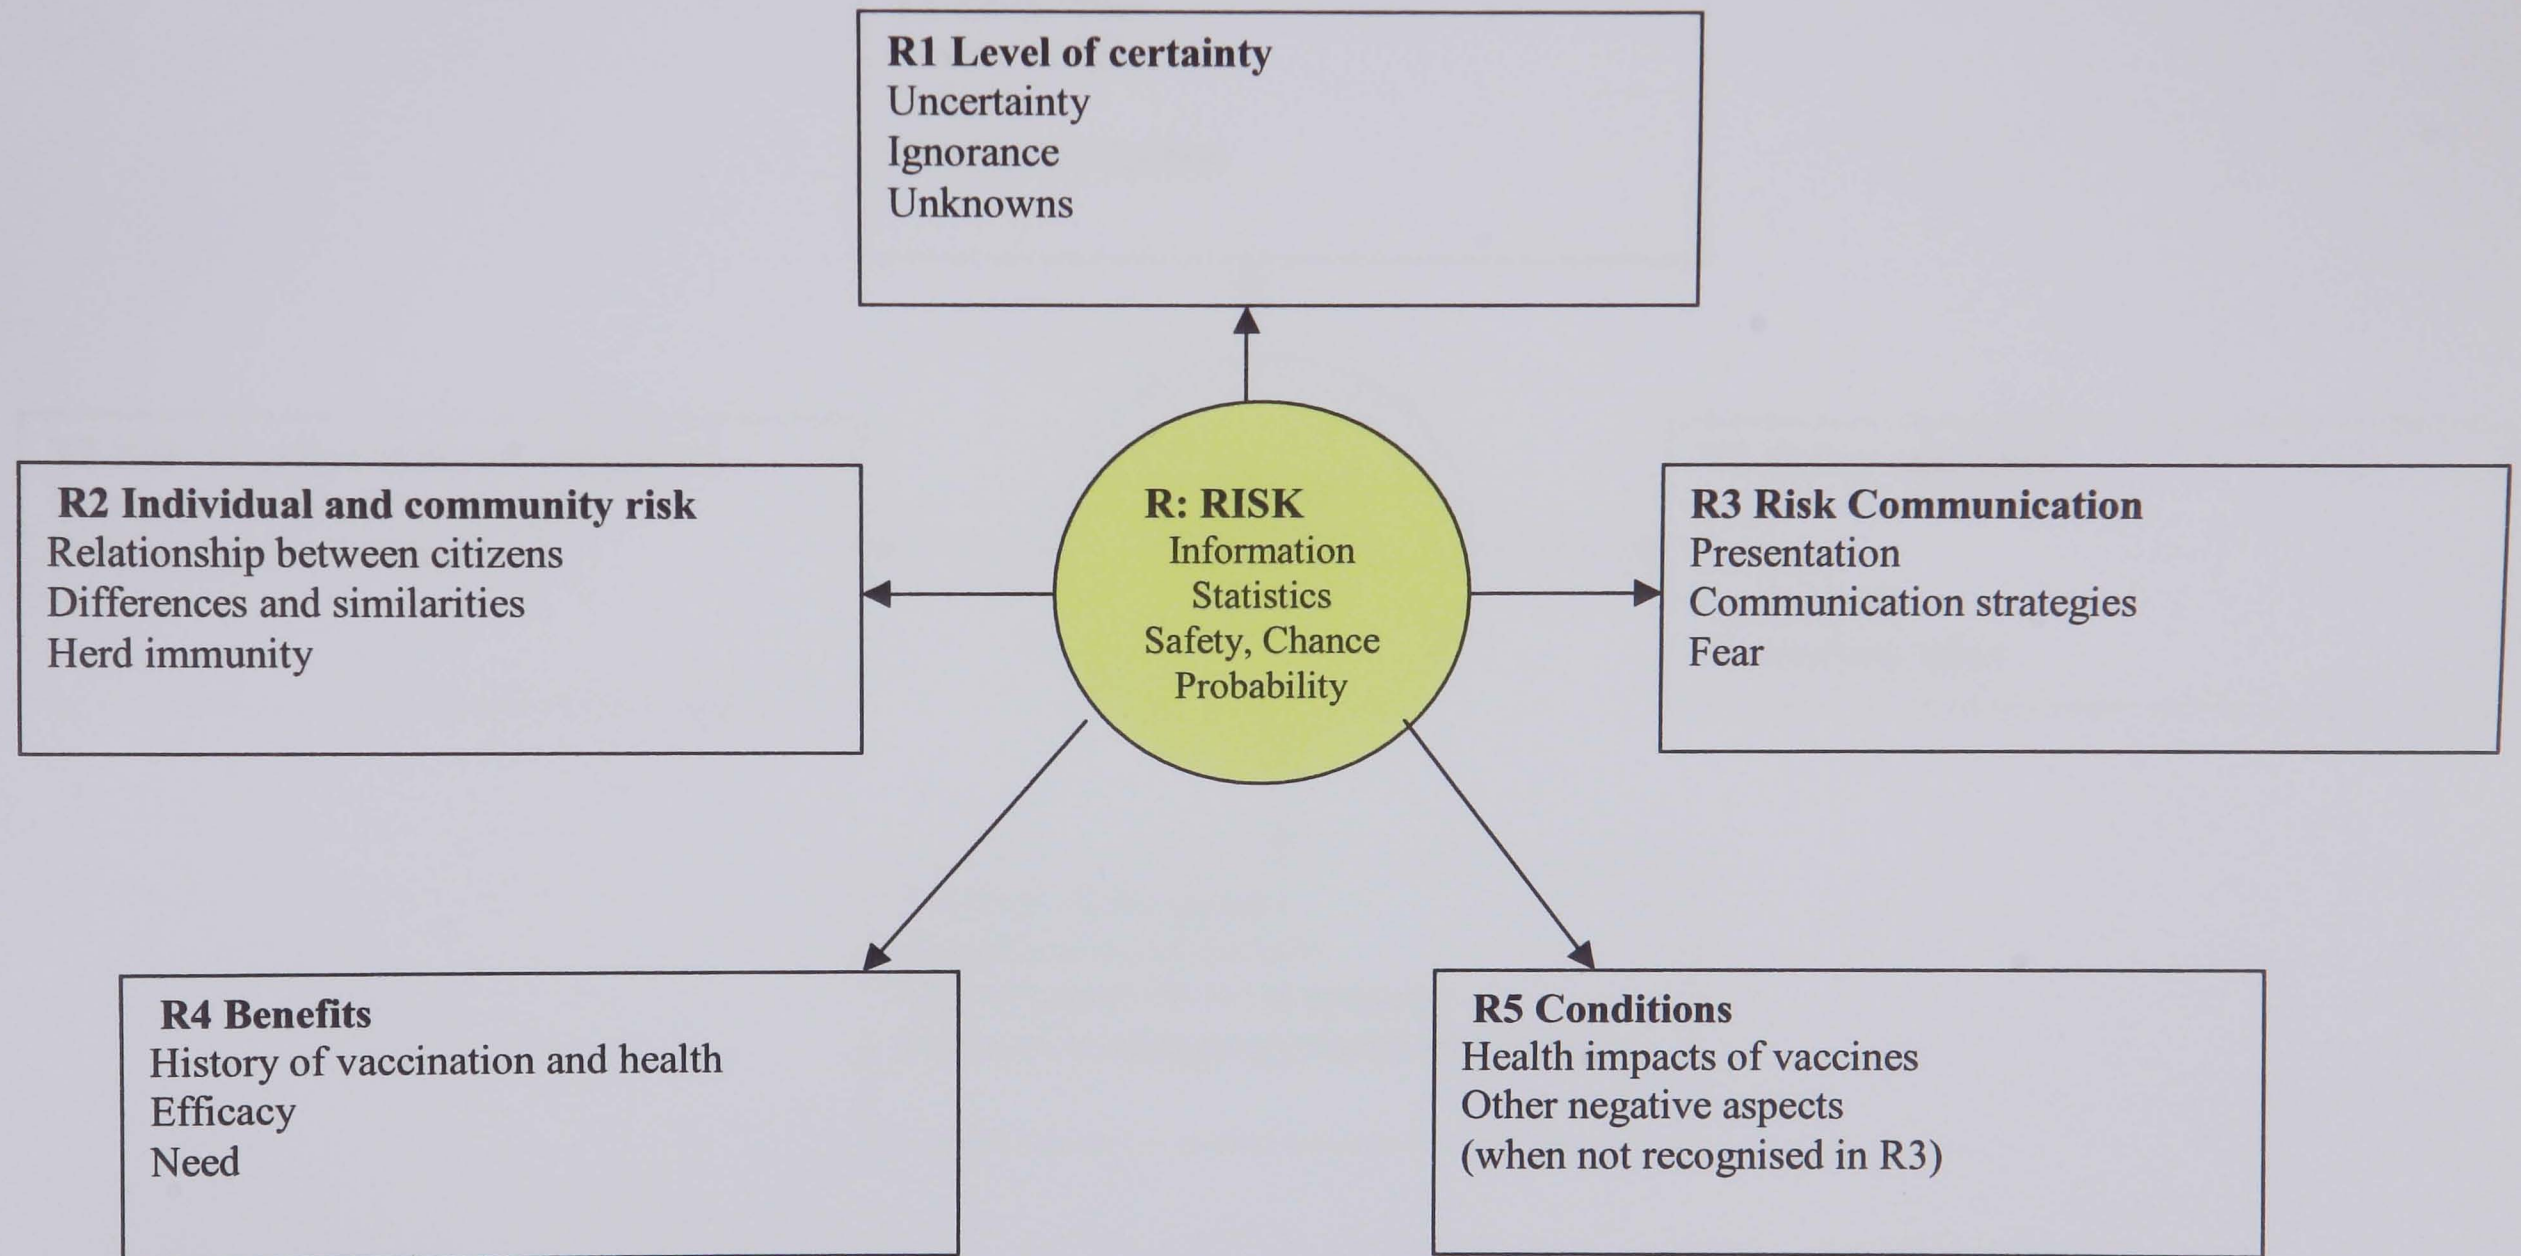 R1 Level of certainty
Uncertainty
Ignorance
Unknowns
R2 Individual and community risk
Relationship between citizens
Differences and similarities
Herd immunity
R: RISK
Information
Statistics
Safety, Chance
Probability
R3 Risk Communication
Presentation
Communication strategies
Fear
R4 Benefits
History of vaccination and health
Efficacy
Need
R5 Conditions
Health impacts of vaccines
Other negative aspects
(when not recognised in R3)